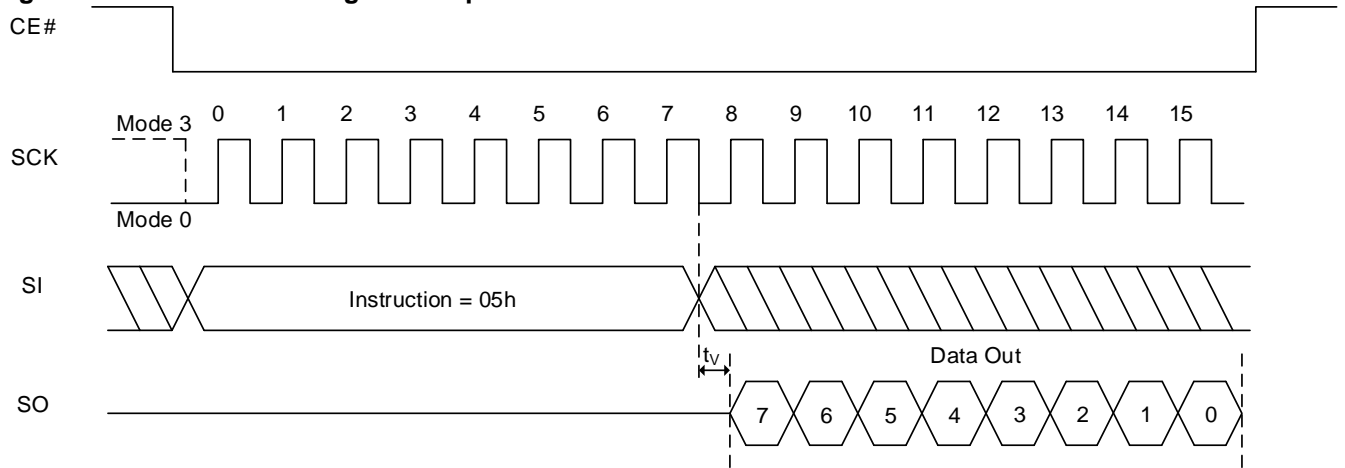 CE#
0 1 2 3 4 5 6 7 8 9 10 11 12 13 14 15
Mode 3
SCK
Mode 0
SI
Instruction = 05h
tV
Data Out
SO
7 6 5 4 3 2 1 0